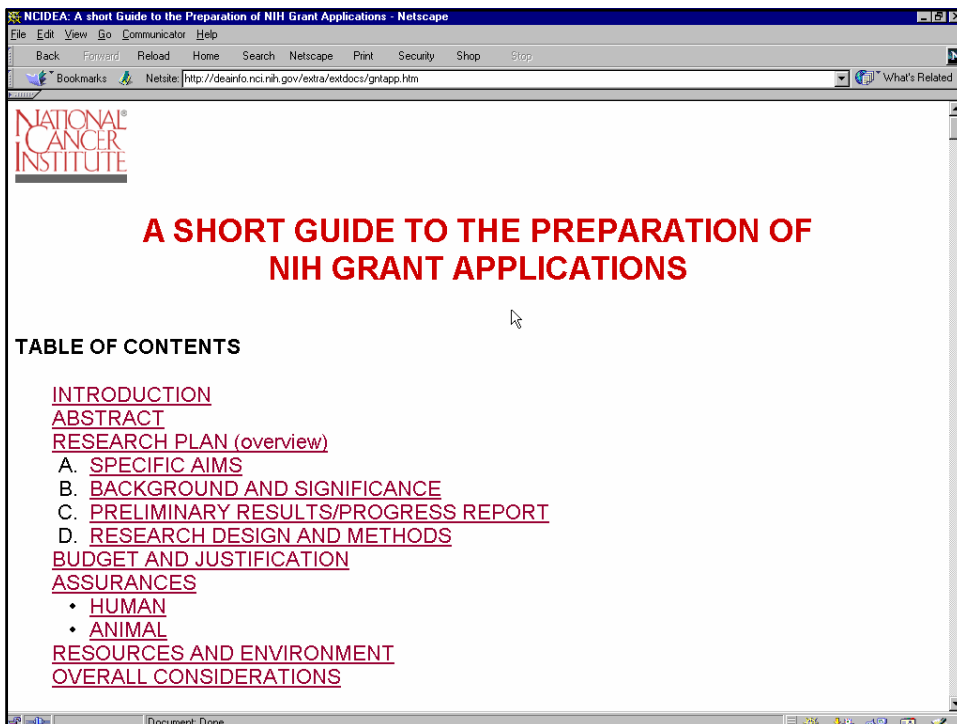 NCIDEA: A short Guide to the Preparation of NIH Grant Applications - Netscape
File Edit View Go Communicator Help
Back Forward Reload Home Search Netscape Print Security Shop Stop
Bookmarks Netsite: http://deainfo.nci.nih.gov/extra/extdocs/gntapp.htm What's Related
NATIONAL®
CANCER
INSTITUTE
A SHORT GUIDE TO THE PREPARATION OF
NIH GRANT APPLICATIONS
TABLE OF CONTENTS
INTRODUCTION
ABSTRACT
RESEARCH PLAN (overview)
A. SPECIFIC AIMS
B. BACKGROUND AND SIGNIFICANCE
C. PRELIMINARY RESULTS/PROGRESS REPORT
D. RESEARCH DESIGN AND METHODS
BUDGET AND JUSTIFICATION
ASSURANCES
• HUMAN
• ANIMAL
RESOURCES AND ENVIRONMENT
OVERALL CONSIDERATIONS
Document: Done